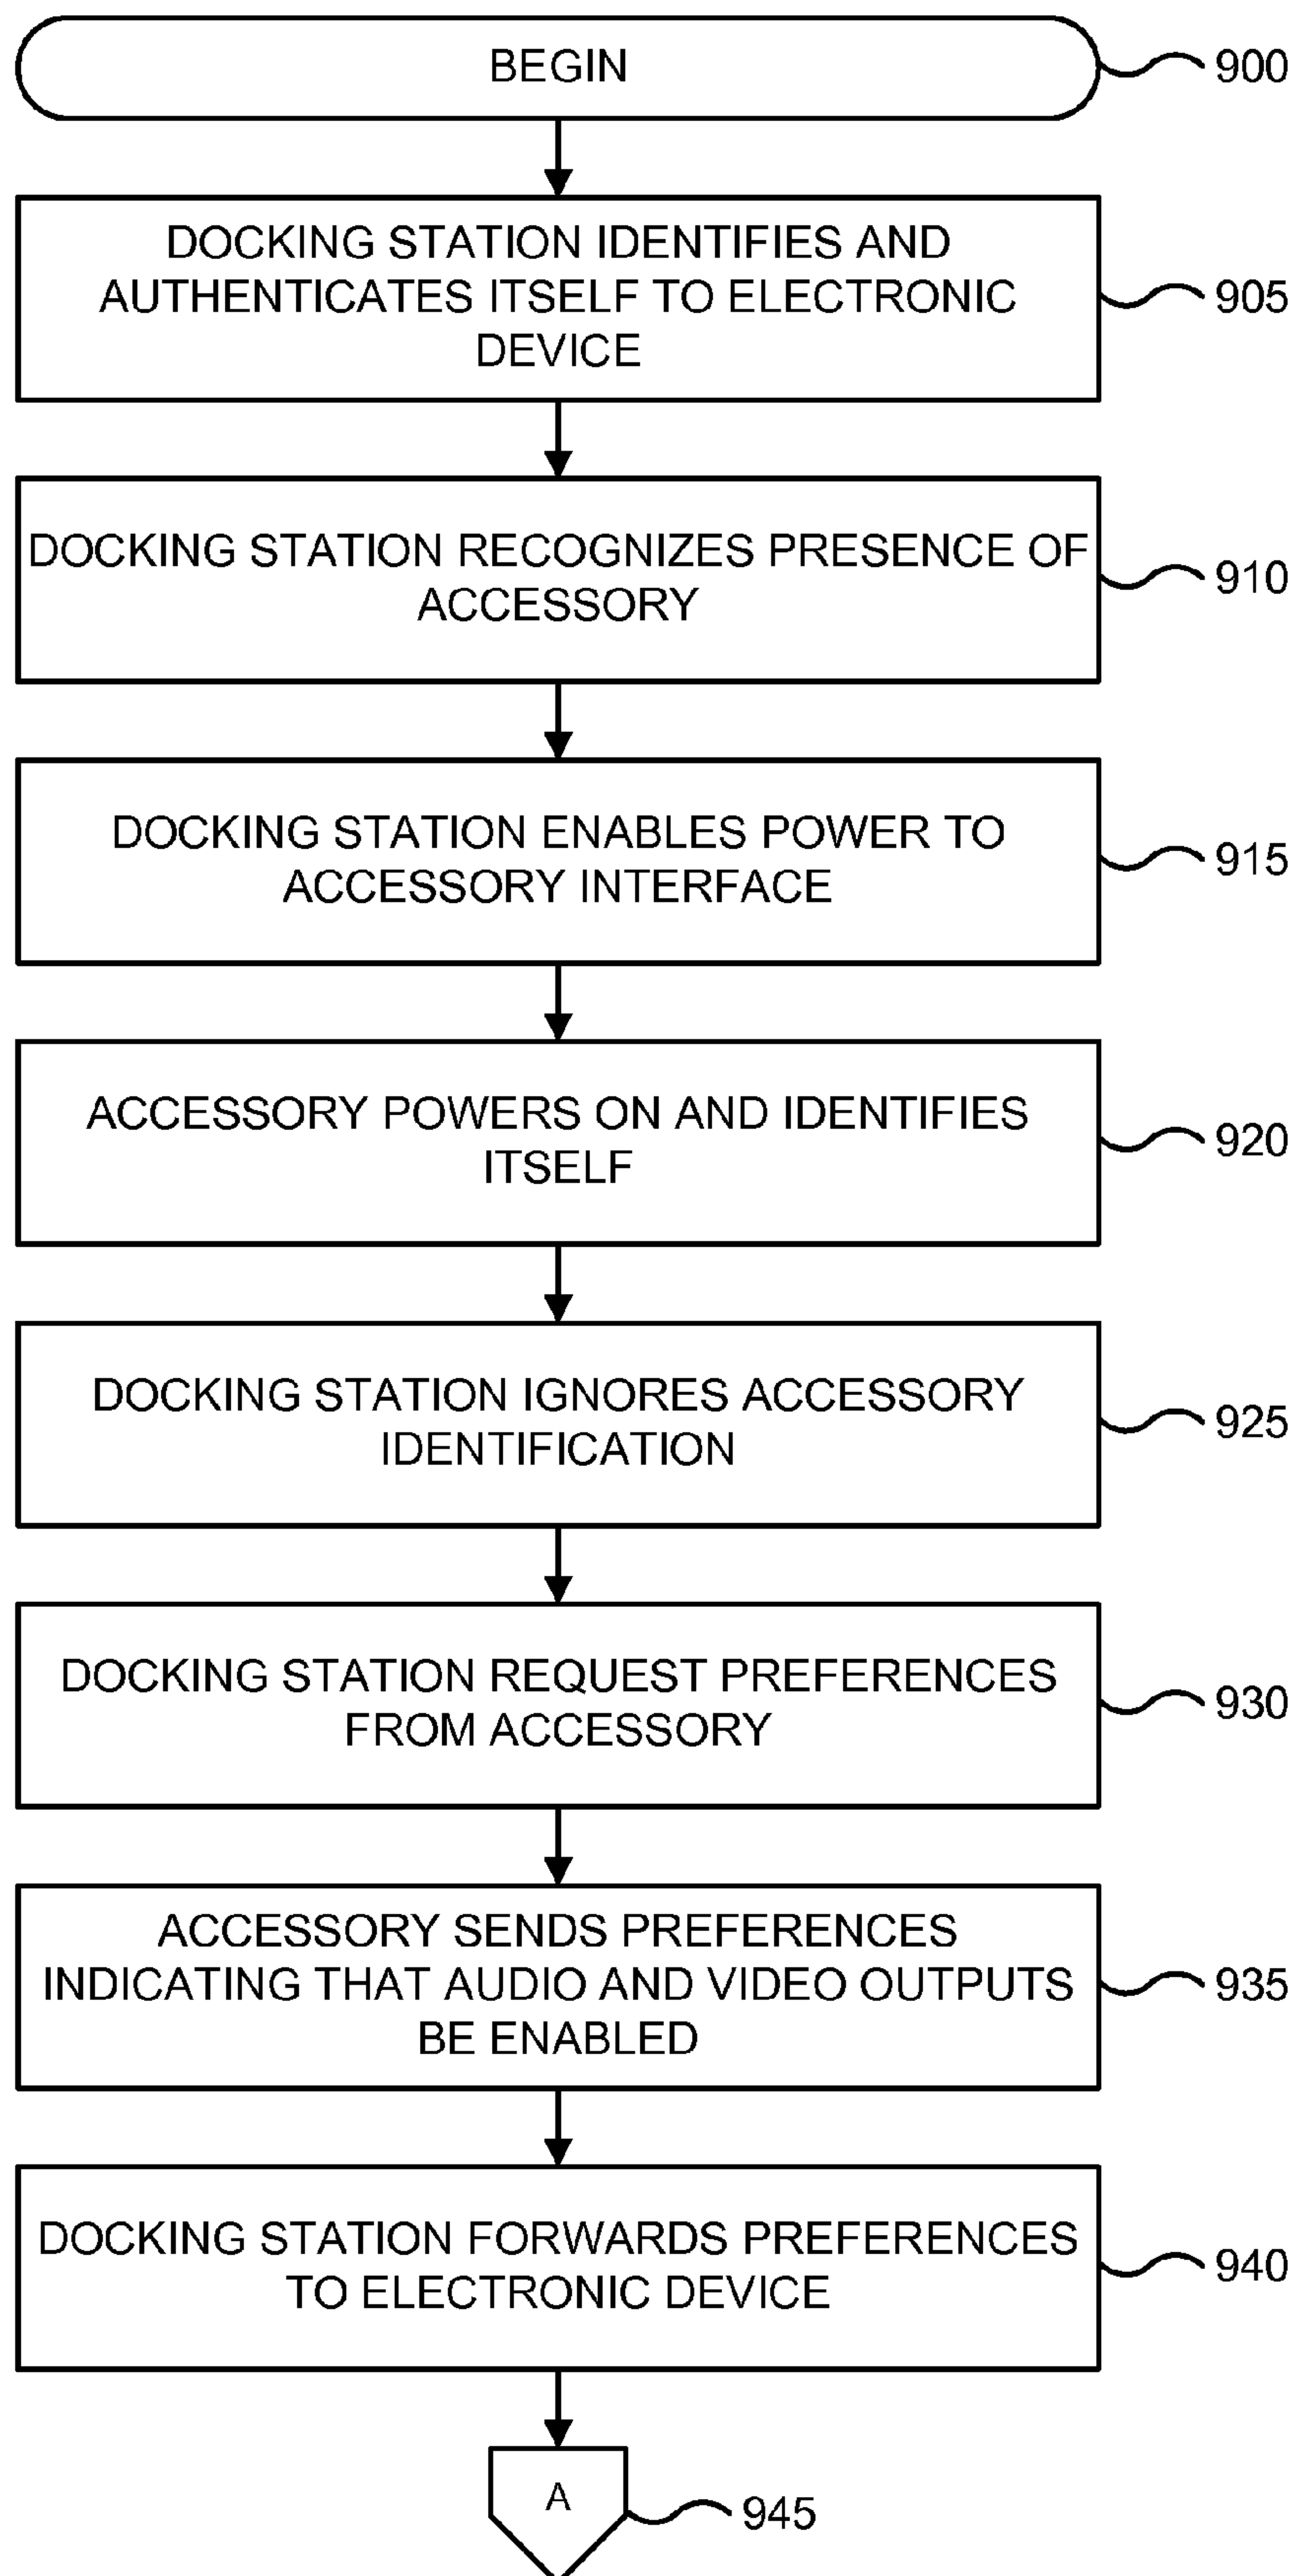 BEGIN
900
DOCKING STATION IDENTIFIES AND
AUTHENTICATES ITSELF TO ELECTRONIC
DEVICE
905
DOCKING STATION RECOGNIZES PRESENCE OF
ACCESSORY
910
DOCKING STATION ENABLES POWER TO
ACCESSORY INTERFACE
915
ACCESSORY POWERS ON AND IDENTIFIES
ITSELF
920
DOCKING STATION IGNORES ACCESSORY
IDENTIFICATION
925
DOCKING STATION REQUEST PREFERENCES
FROM ACCESSORY
930
ACCESSORY SENDS PREFERENCES
INDICATING THAT AUDIO AND VIDEO OUTPUTS
BE ENABLED
935
DOCKING STATION FORWARDS PREFERENCES
TO ELECTRONIC DEVICE
940
A
945